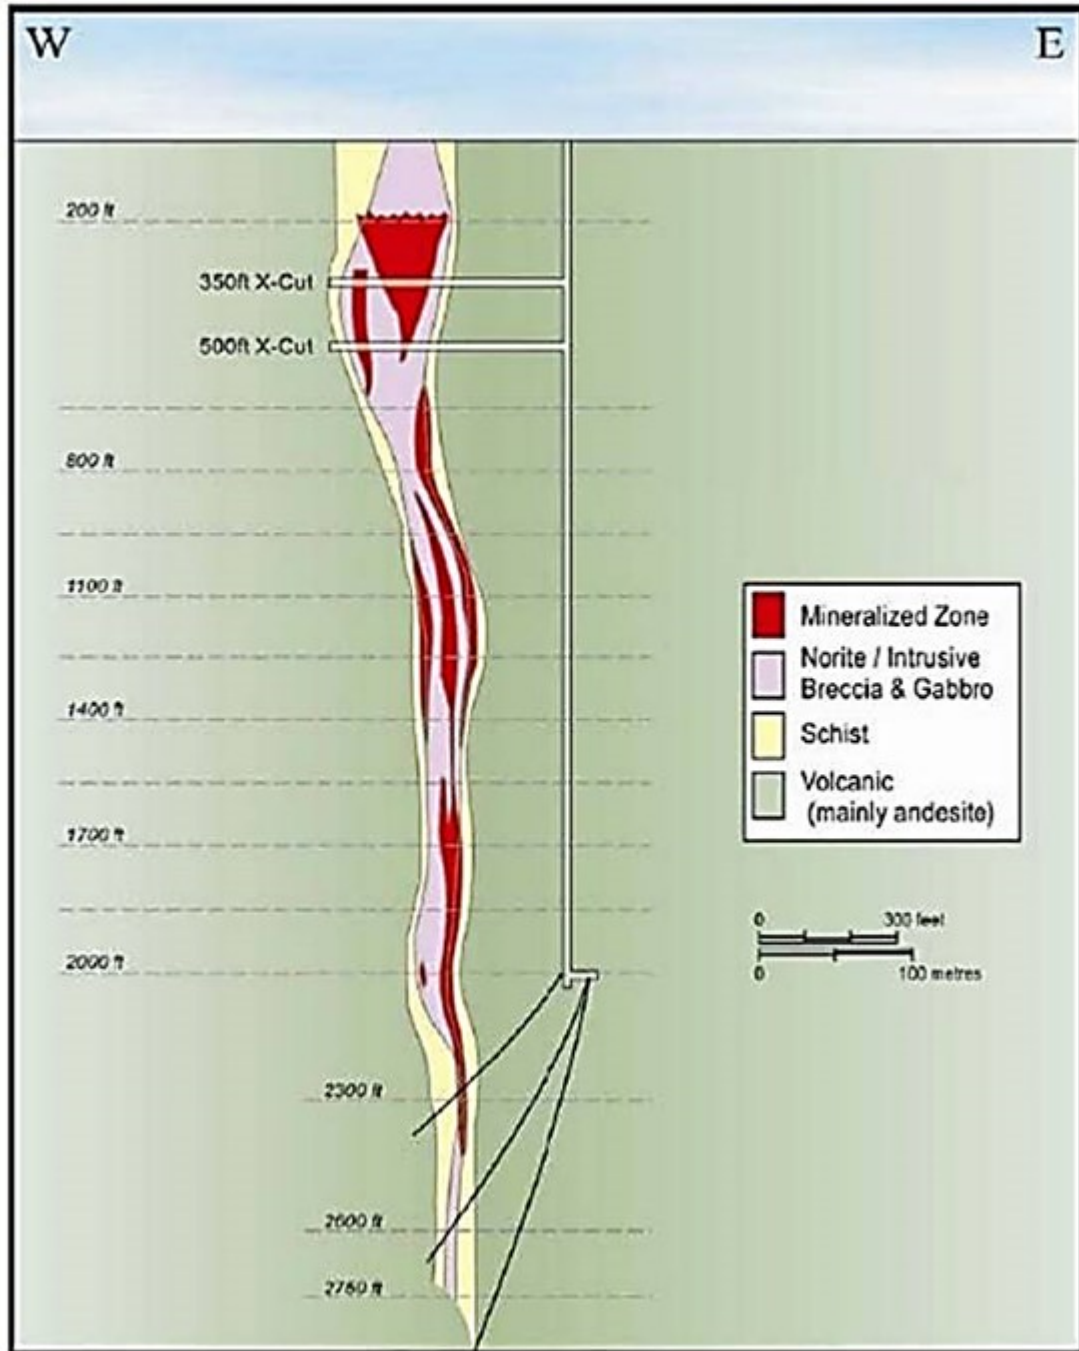 W
E
200 ft
350ft X-Cut
500ft X-Cut
800 ft
1100 ft
1400 ft
1700 ft
2000 ft
2300 ft
2600 ft
2750 ft
Mineralized Zone
Norite / Intrusive
Breccia & Gabbro
Schist
Volcanic
(mainly andesite)
0 300 feet
0 100 metres